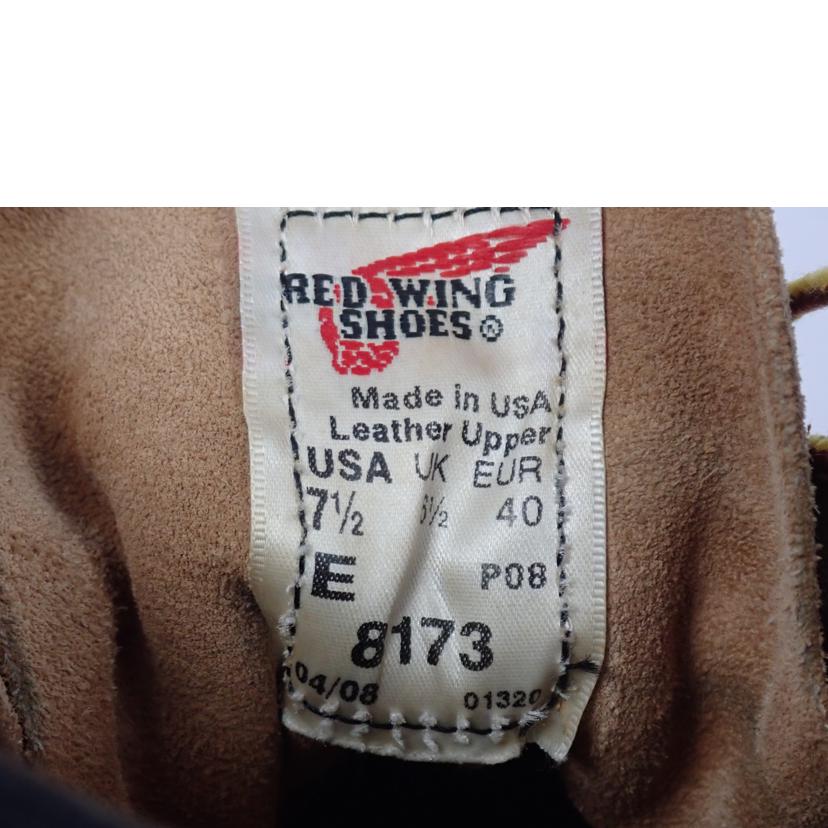 RED WING
SHOES®
Made in USA
Leather Upper
USA UK EUR
7½ 6½ 40
E P08
8173
04/08 01320